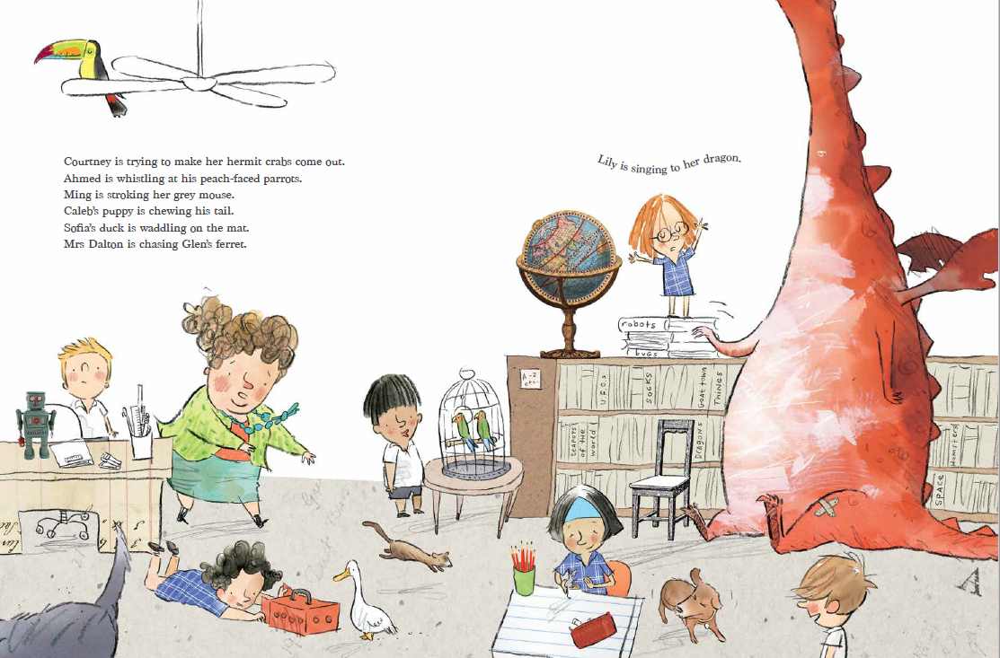 Courtney is trying to make her hermit crabs come out.
Ahmed is whistling at his peach-faced parrots.
Ming is stroking her grey mouse.
Caleb's puppy is chewing his tail.
Sofia's duck is waddling on the mat.
Mrs Dalton is chasing Glen's ferret.
Lily is singing to her dragon.
robots
bugs
A-Z
etc.
U.F.O.s
SOCKS
GOAT TOWN
THINGS
TEAPOTS
OF THE
WORLD
DRAGONS
HAMSTERS
SPACE
A